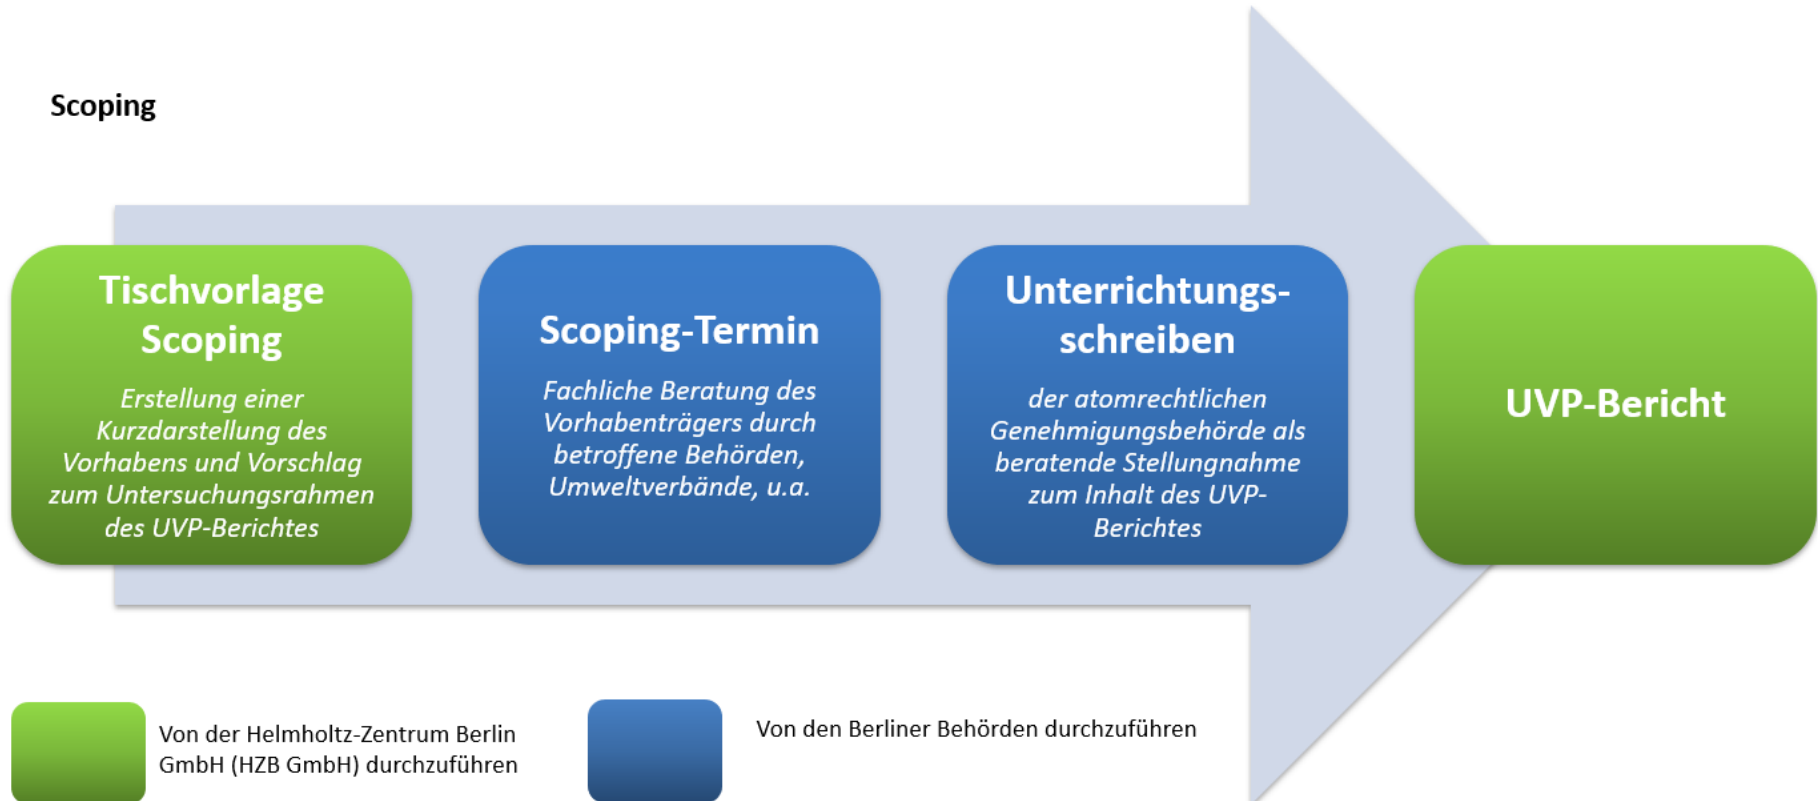 Scoping
Tischvorlage
Scoping
Erstellung einer
Kurzdarstellung des
Vorhabens und Vorschlag
zum Untersuchungsrahmen
des UVP-Berichtes
Scoping-Termin
Fachliche Beratung des
Vorhabenträgers durch
betroffene Behörden,
Umweltverbände, u.a.
Unterrichtungs-
schreiben
der atomrechtlichen
Genehmigungsbehörde als
beratende Stellungnahme
zum Inhalt des UVP-
Berichtes
UVP-Bericht
Von der Helmholtz-Zentrum Berlin
GmbH (HZB GmbH) durchzuführen
Von den Berliner Behörden durchzuführen